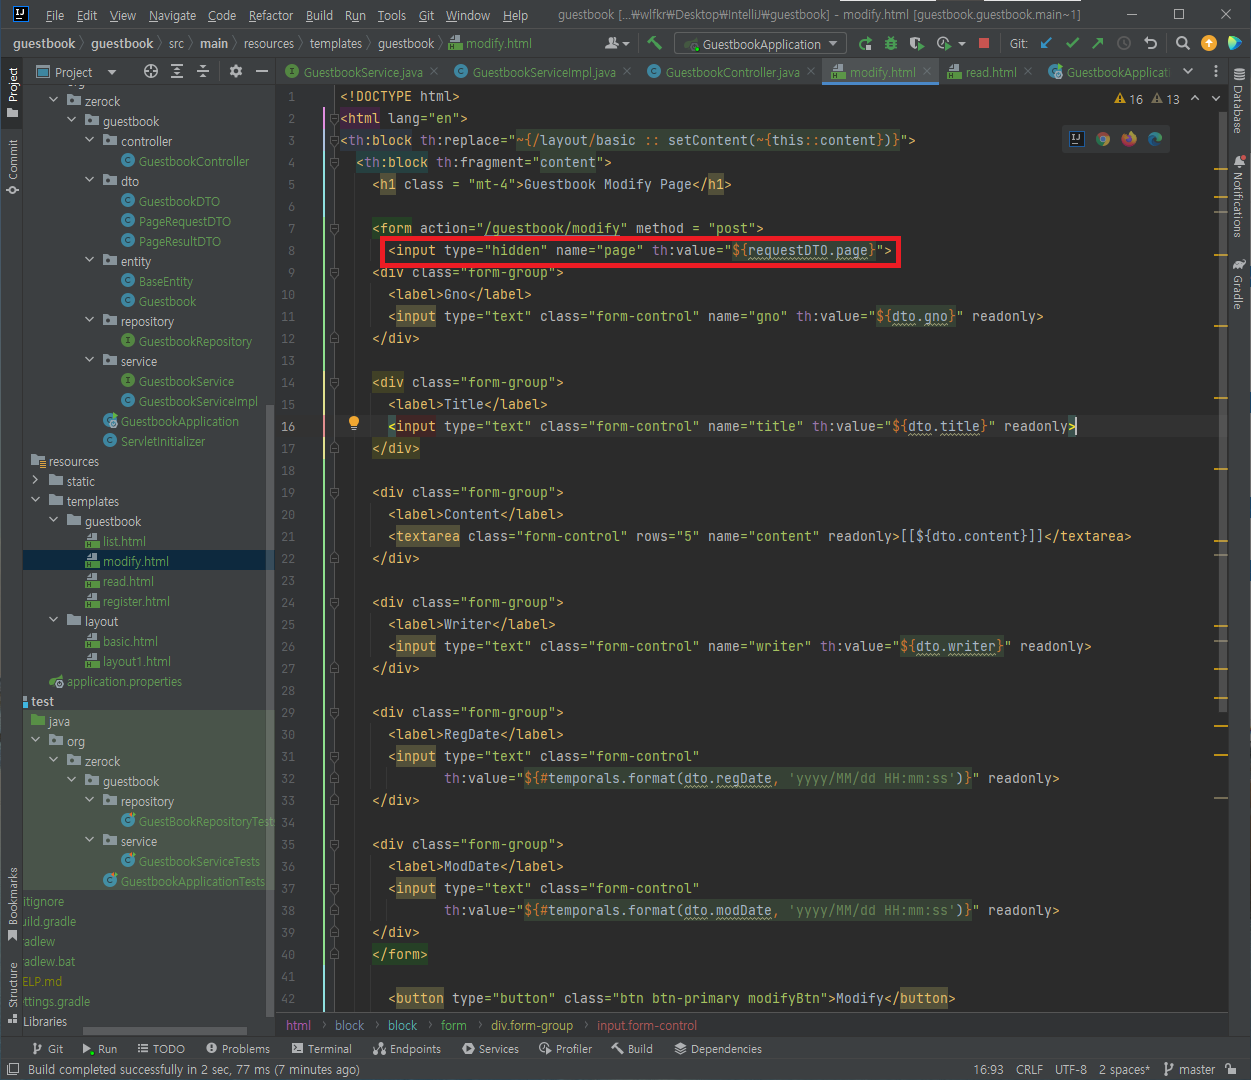 File Edit View Navigate Code Refactor Build Run Tools Git Window Help guestbook [...₩wlfkr₩Desktop₩IntelliJ₩guestbook] - modify.html [guestbook.guestbook.main~1]
guestbook guestbook src main resources templates guestbook modify.html GuestbookApplication Git:
Project GuestbookService.java GuestbookServiceImpl.java GuestbookController.java modify.html read.html GuestbookApplicati
Project
Commit
Bookmarks
Structure
org
zerock
guestbook
controller
GuestbookController
dto
GuestbookDTO
PageRequestDTO
PageResultDTO
entity
BaseEntity
Guestbook
repository
GuestbookRepository
service
GuestbookService
GuestbookServiceImpl
GuestbookApplication
ServletInitializer
resources
static
templates
guestbook
list.html
modify.html
read.html
register.html
layout
basic.html
layout1.html
application.properties
test
java
org
zerock
guestbook
repository
GuestBookRepositoryTest
service
GuestbookServiceTests
GuestbookApplicationTests
itignore
uild.gradle
radlew
radlew.bat
ELP.md
ettings.gradle
Libraries
16 13
1 <!DOCTYPE html>
2 <html lang="en">
3 <th:block th:replace="~{/layout/basic :: setContent(~{this::content})}">
4 <th:block th:fragment="content">
5 <h1 class = "mt-4">Guestbook Modify Page</h1>
6
7 <form action="/guestbook/modify" method = "post">
8 <input type="hidden" name="page" th:value="${requestDTO.page}">
9 <div class="form-group">
10 <label>Gno</label>
11 <input type="text" class="form-control" name="gno" th:value="${dto.gno}" readonly>
12 </div>
13
14 <div class="form-group">
15 <label>Title</label>
16 <input type="text" class="form-control" name="title" th:value="${dto.title}" readonly>
17 </div>
18
19 <div class="form-group">
20 <label>Content</label>
21 <textarea class="form-control" rows="5" name="content" readonly>[[${dto.content}]]</textarea>
22 </div>
23
24 <div class="form-group">
25 <label>Writer</label>
26 <input type="text" class="form-control" name="writer" th:value="${dto.writer}" readonly>
27 </div>
28
29 <div class="form-group">
30 <label>RegDate</label>
31 <input type="text" class="form-control"
32 th:value="${#temporals.format(dto.regDate, 'yyyy/MM/dd HH:mm:ss')}" readonly>
33 </div>
34
35 <div class="form-group">
36 <label>ModDate</label>
37 <input type="text" class="form-control"
38 th:value="${#temporals.format(dto.modDate, 'yyyy/MM/dd HH:mm:ss')}" readonly>
39 </div>
40 </form>
41
42 <button type="button" class="btn btn-primary modifyBtn">Modify</button>
Database
Notifications
Gradle
html block block form div.form-group input.form-control
Git Run TODO Problems Terminal Endpoints Services Profiler Build Dependencies
Build completed successfully in 2 sec, 77 ms (7 minutes ago) 16:93 CRLF UTF-8 2 spaces* master